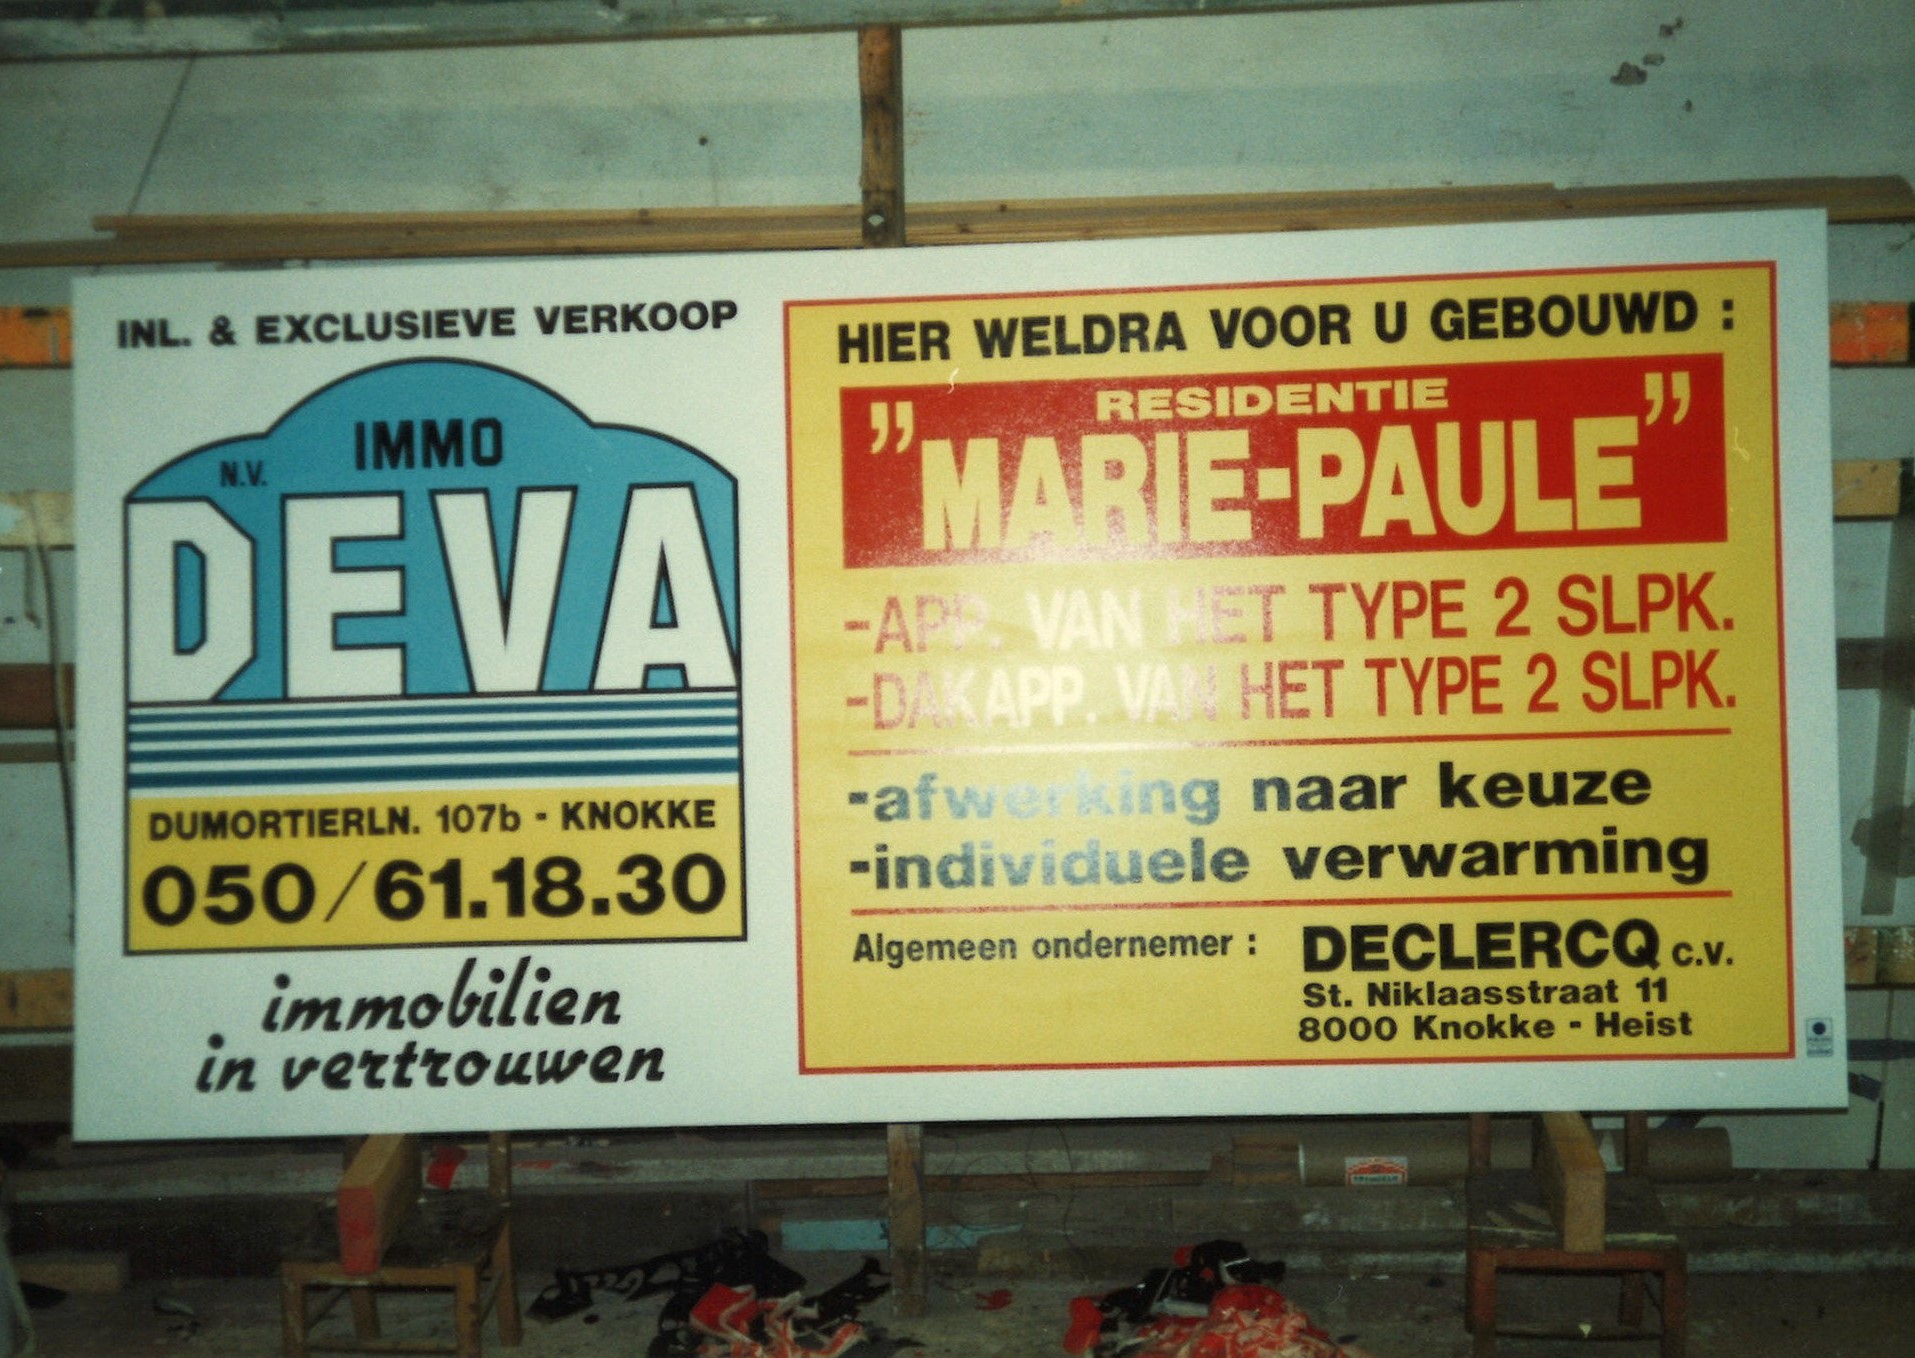 INL. & EXCLUSIEVE VERKOOP
IMMO
N.V.
DEVA
DUMORTIERLN. 107b - KNOKKE
050/61.18.30
immobilien
in vertrouwen
HIER WELDRA VOOR U GEBOUWD :
RESIDENTIE
"MARIE-PAULE"
-APP. VAN HET TYPE 2 SLPK.
-DAKAPP. VAN HET TYPE 2 SLPK.
-afwerking naar keuze
-individuele verwarming
Algemeen ondernemer : DECLERCQ c.v.
St. Niklaasstraat 11
8000 Knokke - Heist